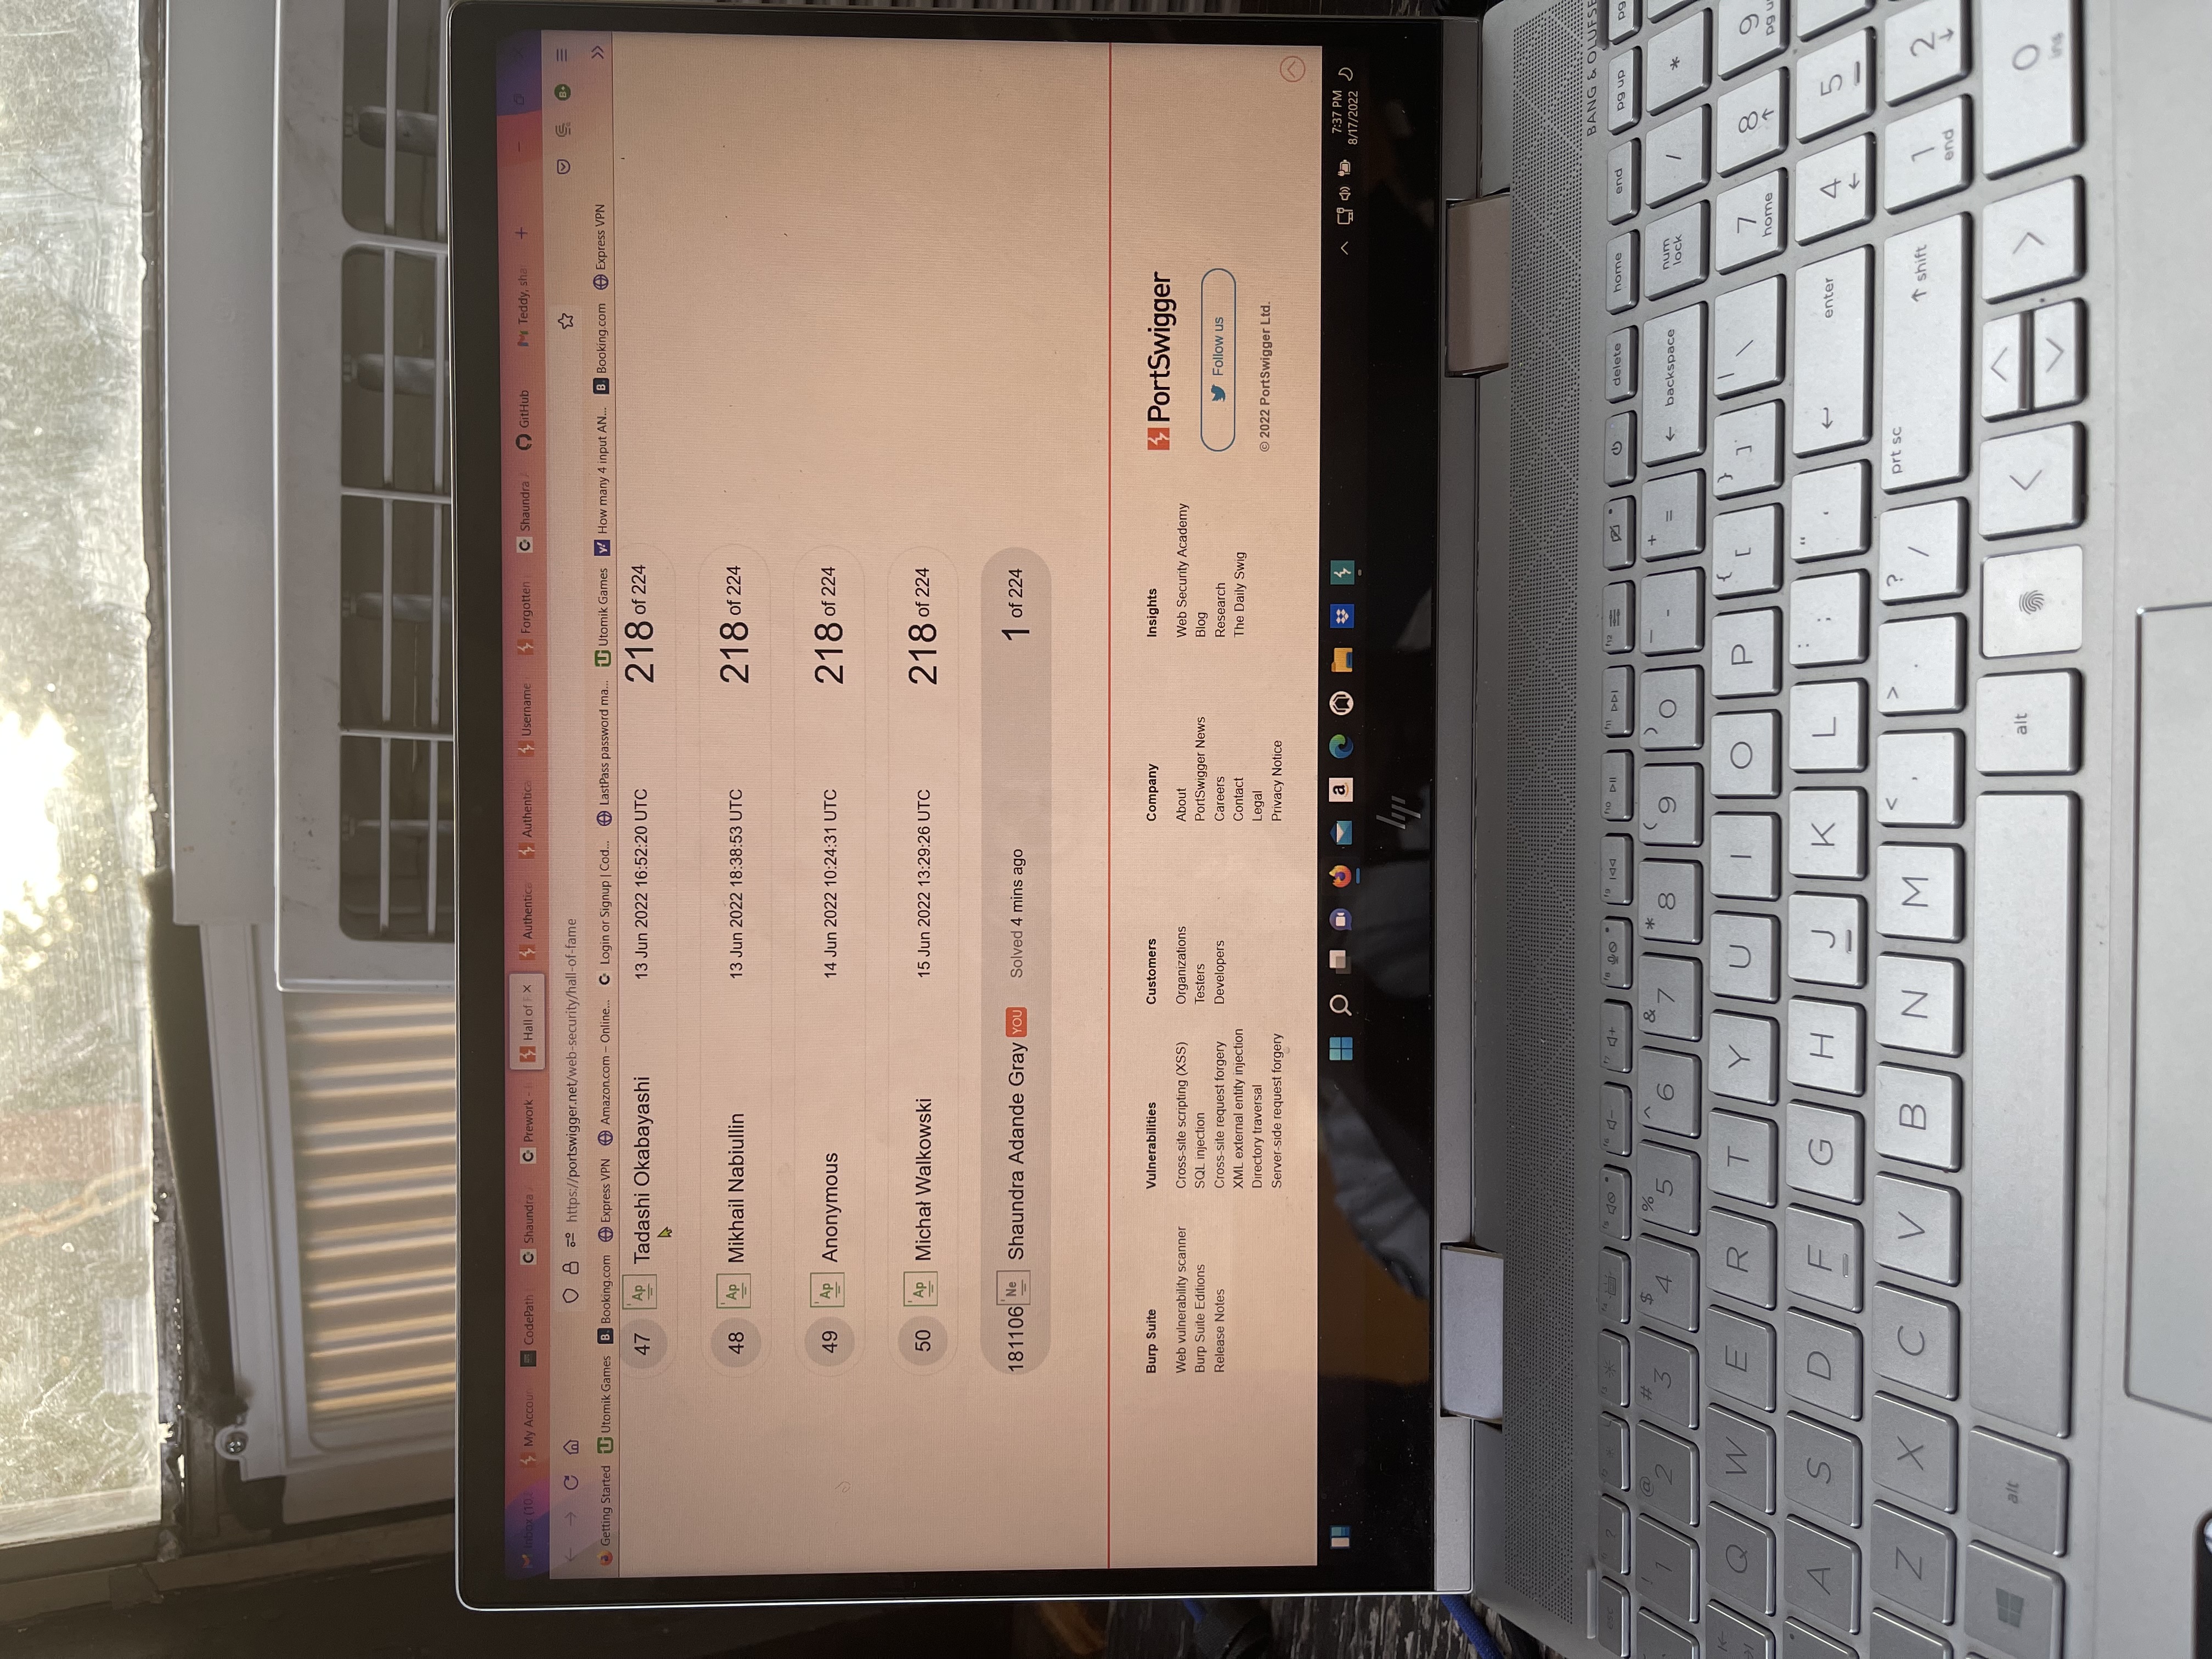 Inbox (10,
My Accoun
CodePath
Shaundra A
Prework -
Hall of F
Authentica
Authentica
Username
Forgotten
Shaundra A
GitHub
Teddy, sha
https://portswigger.net/web-security/hall-of-fame
Getting Started
Utomik Games
Booking.com
Express VPN
Amazon.com – Online...
Login or Signup | Cod...
LastPass password ma...
Utomik Games
How many 4 input AN...
Booking.com
Express VPN
47 Ap Tadashi Okabayashi 13 Jun 2022 16:52:20 UTC 218 of 224
48 Ap Mikhail Nabiullin 13 Jun 2022 18:38:53 UTC 218 of 224
49 Ap Anonymous 14 Jun 2022 10:24:31 UTC 218 of 224
50 Ap Michał Walkowski 15 Jun 2022 13:29:26 UTC 218 of 224
181106 Ne Shaundra Adande Gray YOU Solved 4 mins ago 1 of 224
Burp Suite
Web vulnerability scanner
Burp Suite Editions
Release Notes
Vulnerabilities
Cross-site scripting (XSS)
SQL injection
Cross-site request forgery
XML external entity injection
Directory traversal
Server-side request forgery
Customers
Organizations
Testers
Developers
Company
About
PortSwigger News
Careers
Contact
Legal
Privacy Notice
Insights
Web Security Academy
Blog
Research
The Daily Swig
PortSwigger
Follow us
© 2022 PortSwigger Ltd.
7:37 PM
8/17/2022
hp
BANG & OLUFSE
esc ? delete home end pg up pg
! 1 @ 2 # 3 $ 4 % 5 ^ 6 & 7 * 8 ( 9 ) 0 _ - + = ← backspace num lock / *
Q W E R T Y U I O P { [ } ] | \ 7 home 8 ↑ 9 pg u
A S D F G H J K L : ; " ' ↵ enter 4 ← 5
Z X C V B N M < , > . ? / prt sc ↑ shift 1 end 2 ↓
alt alt 0 ins